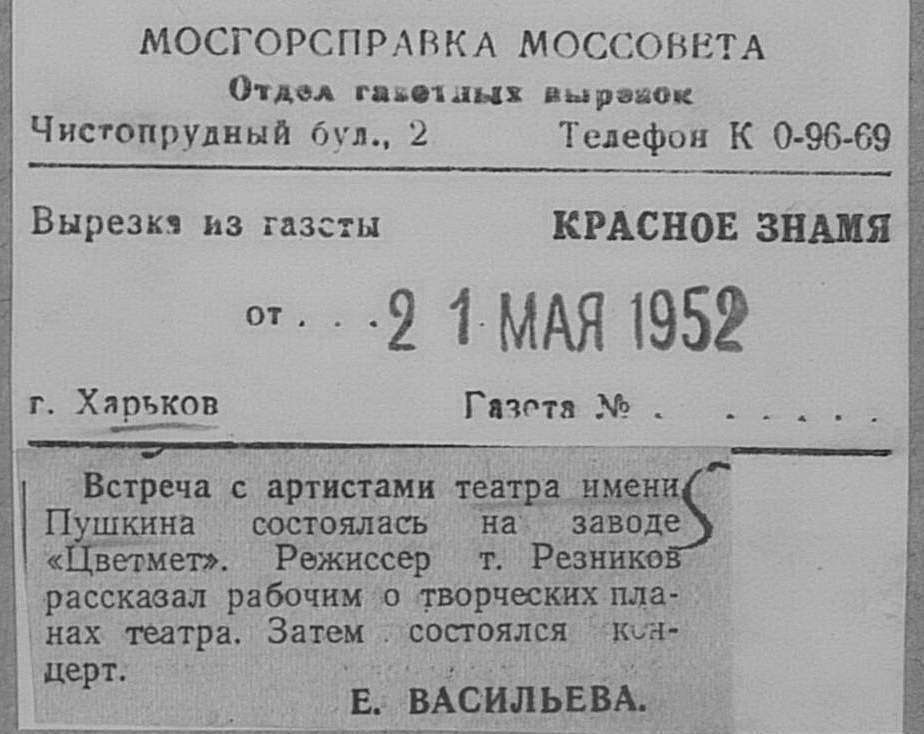 МОСГОРСПРАВКА МОССОВЕТА
Отдел газетных вырезок
Чистопрудный бул., 2 Телефон К 0-96-69
Вырезка из газеты КРАСНОЕ ЗНАМЯ
от . . . 21 МАЯ 1952
г. Харьков Газета № . . . . . .
Встреча с артистами театра имени
Пушкина состоялась на заводе
«Цветмет». Режиссер т. Резников
рассказал рабочим о творческих пла-
нах театра. Затем состоялся кон-
церт.
Е. ВАСИЛЬЕВА.